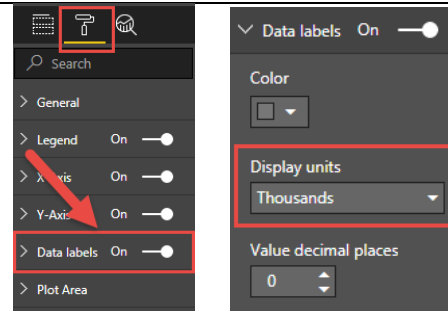 Search
General
Legend On
X-Axis On
Y-Axis On
Data labels On
Plot Area
Data labels On
Color
Display units
Thousands
Value decimal places
0